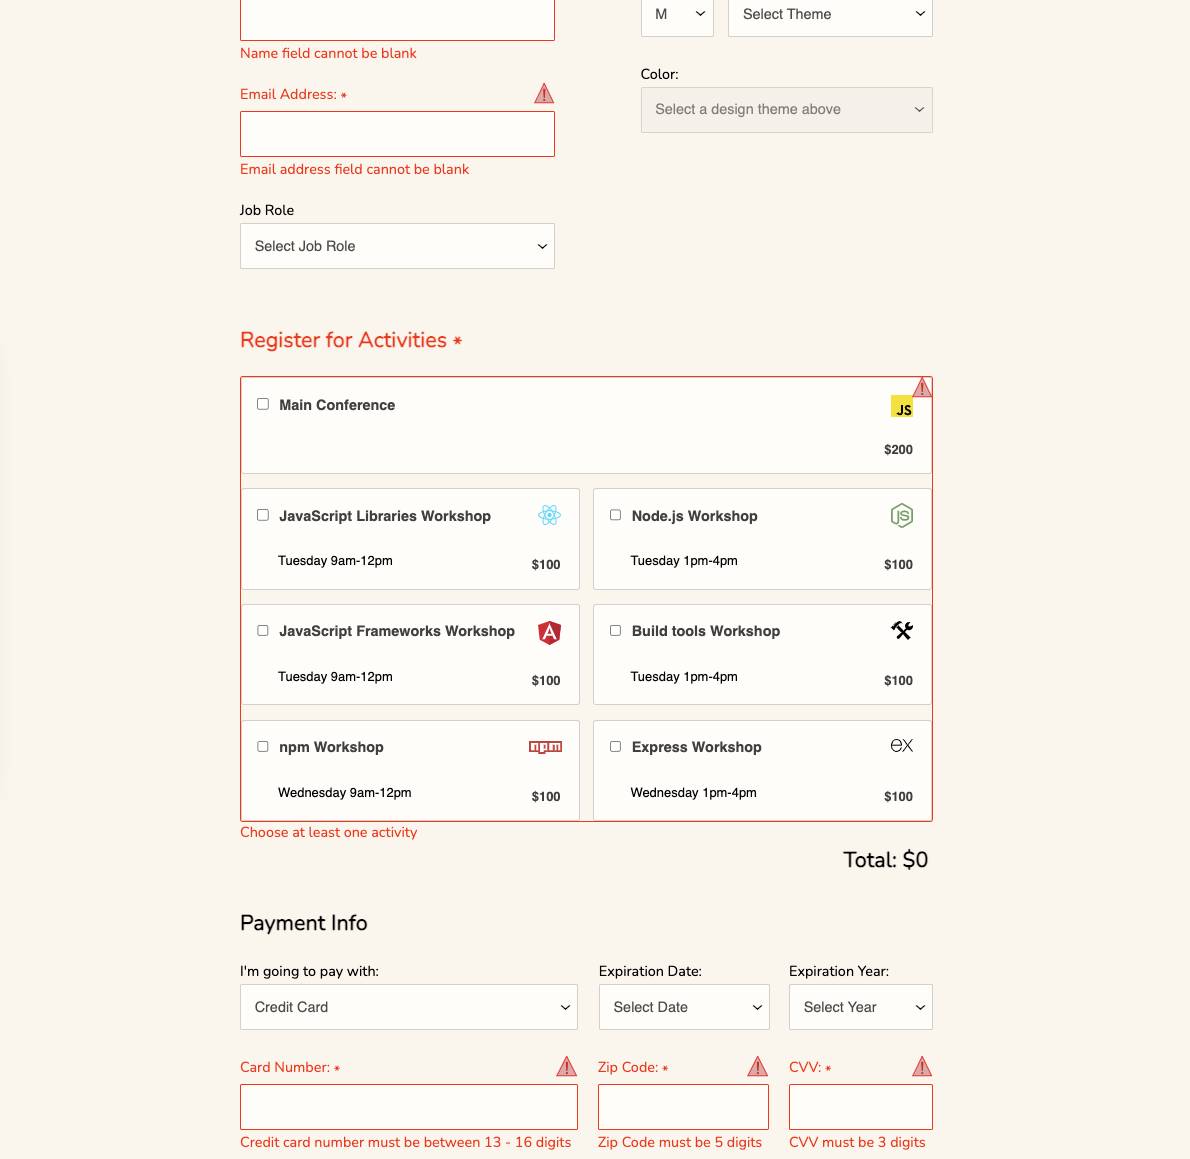 Name field cannot be blank
Email Address: *
Email address field cannot be blank
Job Role
Select Job Role
M
Select Theme
Color:
Select a design theme above
Register for Activities *
Main Conference
JS
$200
JavaScript Libraries Workshop
Tuesday 9am-12pm
$100
Node.js Workshop
JS
Tuesday 1pm-4pm
$100
JavaScript Frameworks Workshop
A
Tuesday 9am-12pm
$100
Build tools Workshop
Tuesday 1pm-4pm
$100
npm Workshop
npm
Wednesday 9am-12pm
$100
Express Workshop
ex
Wednesday 1pm-4pm
$100
Choose at least one activity
Total: $0
Payment Info
I'm going to pay with:
Credit Card
Expiration Date:
Select Date
Expiration Year:
Select Year
Card Number: *
Credit card number must be between 13 - 16 digits
Zip Code: *
Zip Code must be 5 digits
CVV: *
CVV must be 3 digits